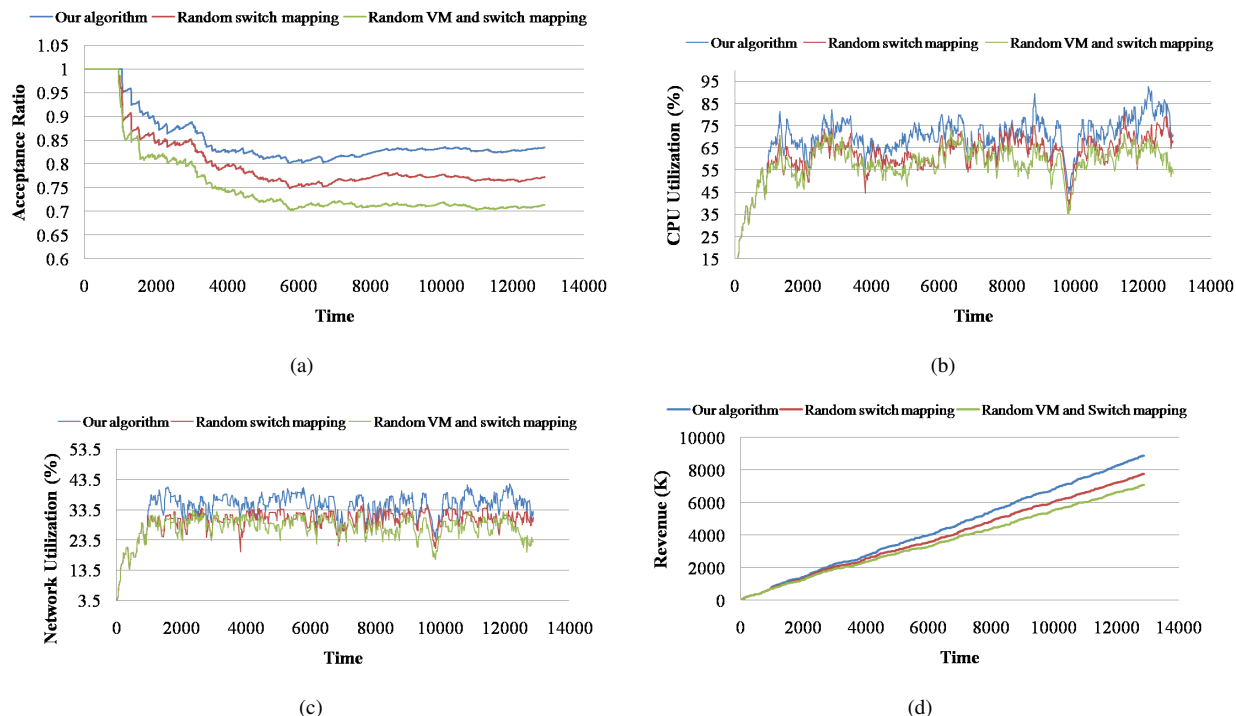 Our algorithm Random switch mapping Random VM and switch mapping
1.05
1
0.95
0.9
0.85
0.8
0.75
0.7
0.65
0.6
Acceptance Ratio
0 2000 4000 6000 8000 10000 12000 14000
Time
(a)
Our algorithm Random switch mapping Random VM and switch mapping
95
85
75
65
55
45
35
25
15
CPU Utilization (%)
0 2000 4000 6000 8000 10000 12000 14000
Time
(b)
Our algorithm Random switch mapping Random VM and switch mapping
53.5
43.5
33.5
23.5
13.5
3.5
Network Utilization (%)
0 2000 4000 6000 8000 10000 12000 14000
Time
(c)
Our algorithm Random switch mapping Random VM and Switch mapping
10000
8000
6000
4000
2000
0
Revenue (K)
0 2000 4000 6000 8000 10000 12000 14000
Time
(d)